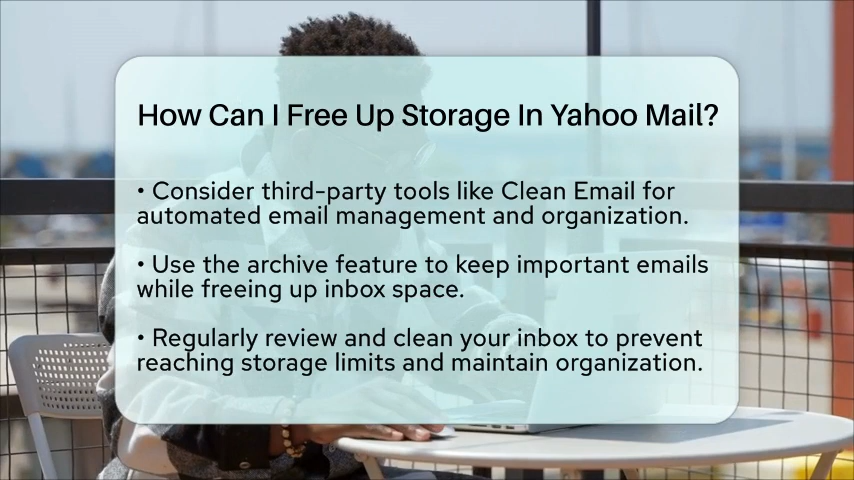 How Can I Free Up Storage In Yahoo Mail?
• Consider third-party tools like Clean Email for
automated email management and organization.
• Use the archive feature to keep important emails
while freeing up inbox space.
• Regularly review and clean your inbox to prevent
reaching storage limits and maintain organization.